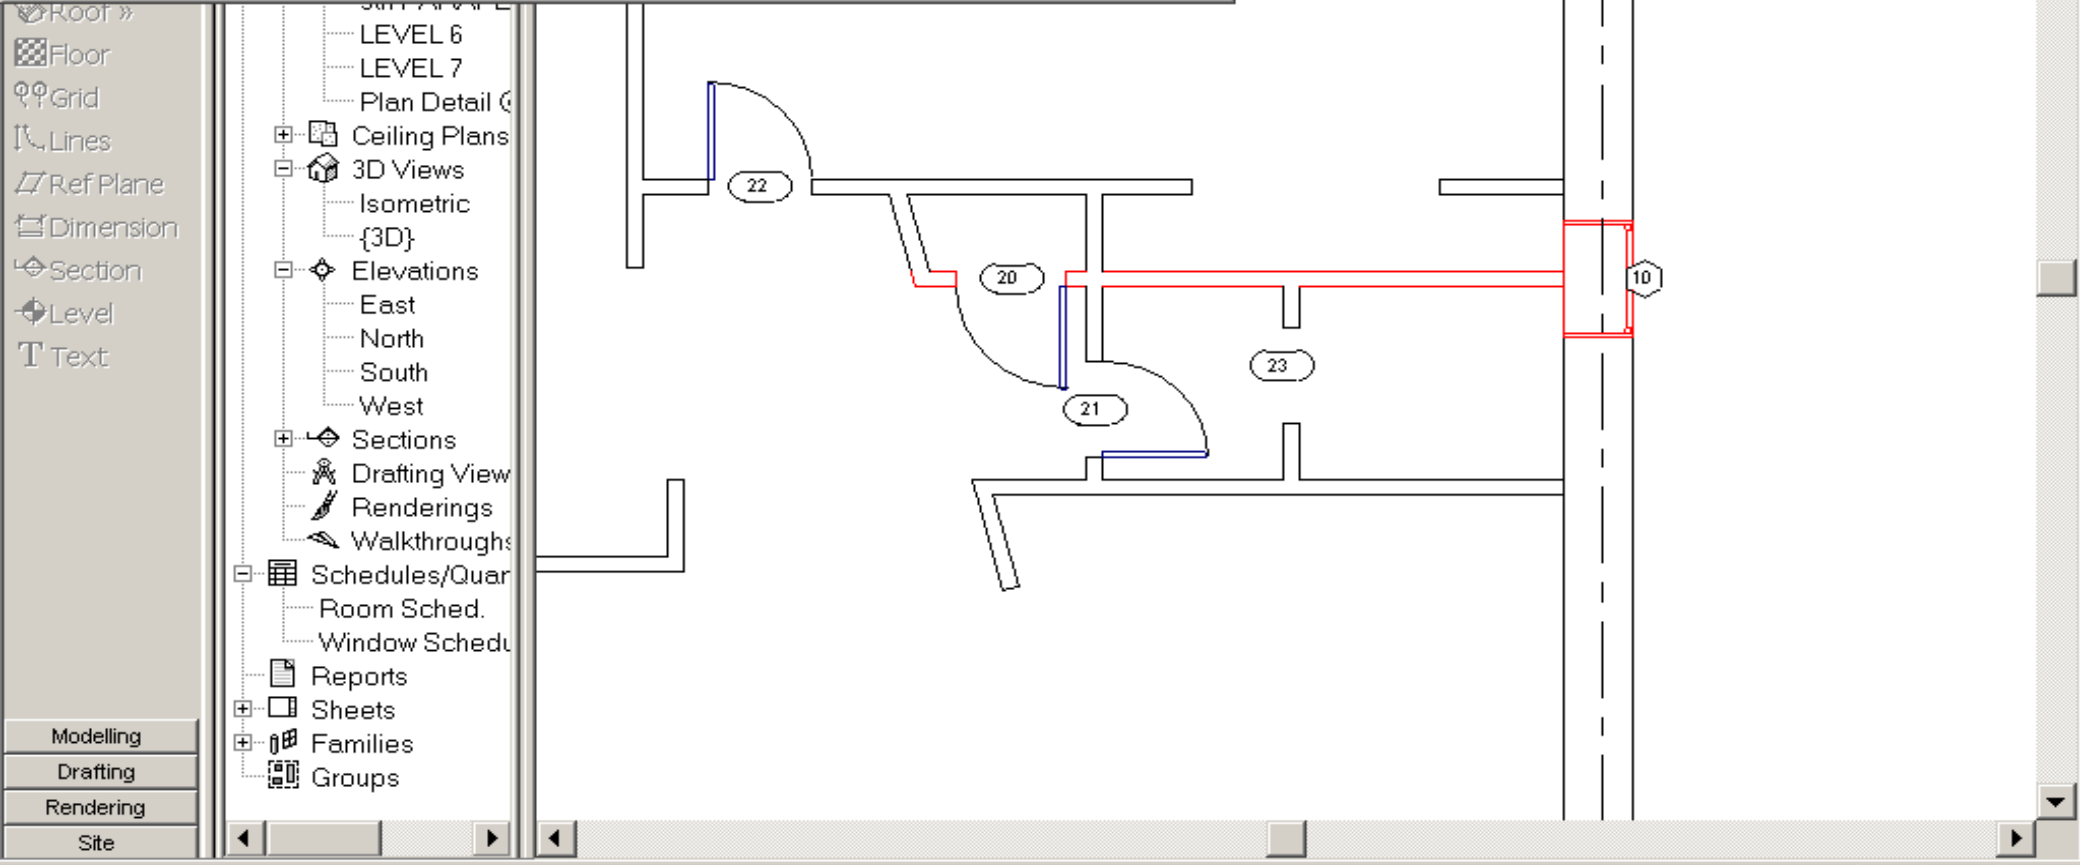 Roof »
Floor
Grid
Lines
Ref Plane
Dimension
Section
Level
Text
Modelling
Drafting
Rendering
Site
LEVEL 6
LEVEL 7
Plan Detail
Ceiling Plans
3D Views
Isometric
{3D}
Elevations
East
North
South
West
Sections
Drafting View
Renderings
Walkthroughs
Schedules/Quan
Room Sched.
Window Schedu
Reports
Sheets
Families
Groups
22
20
10
23
21